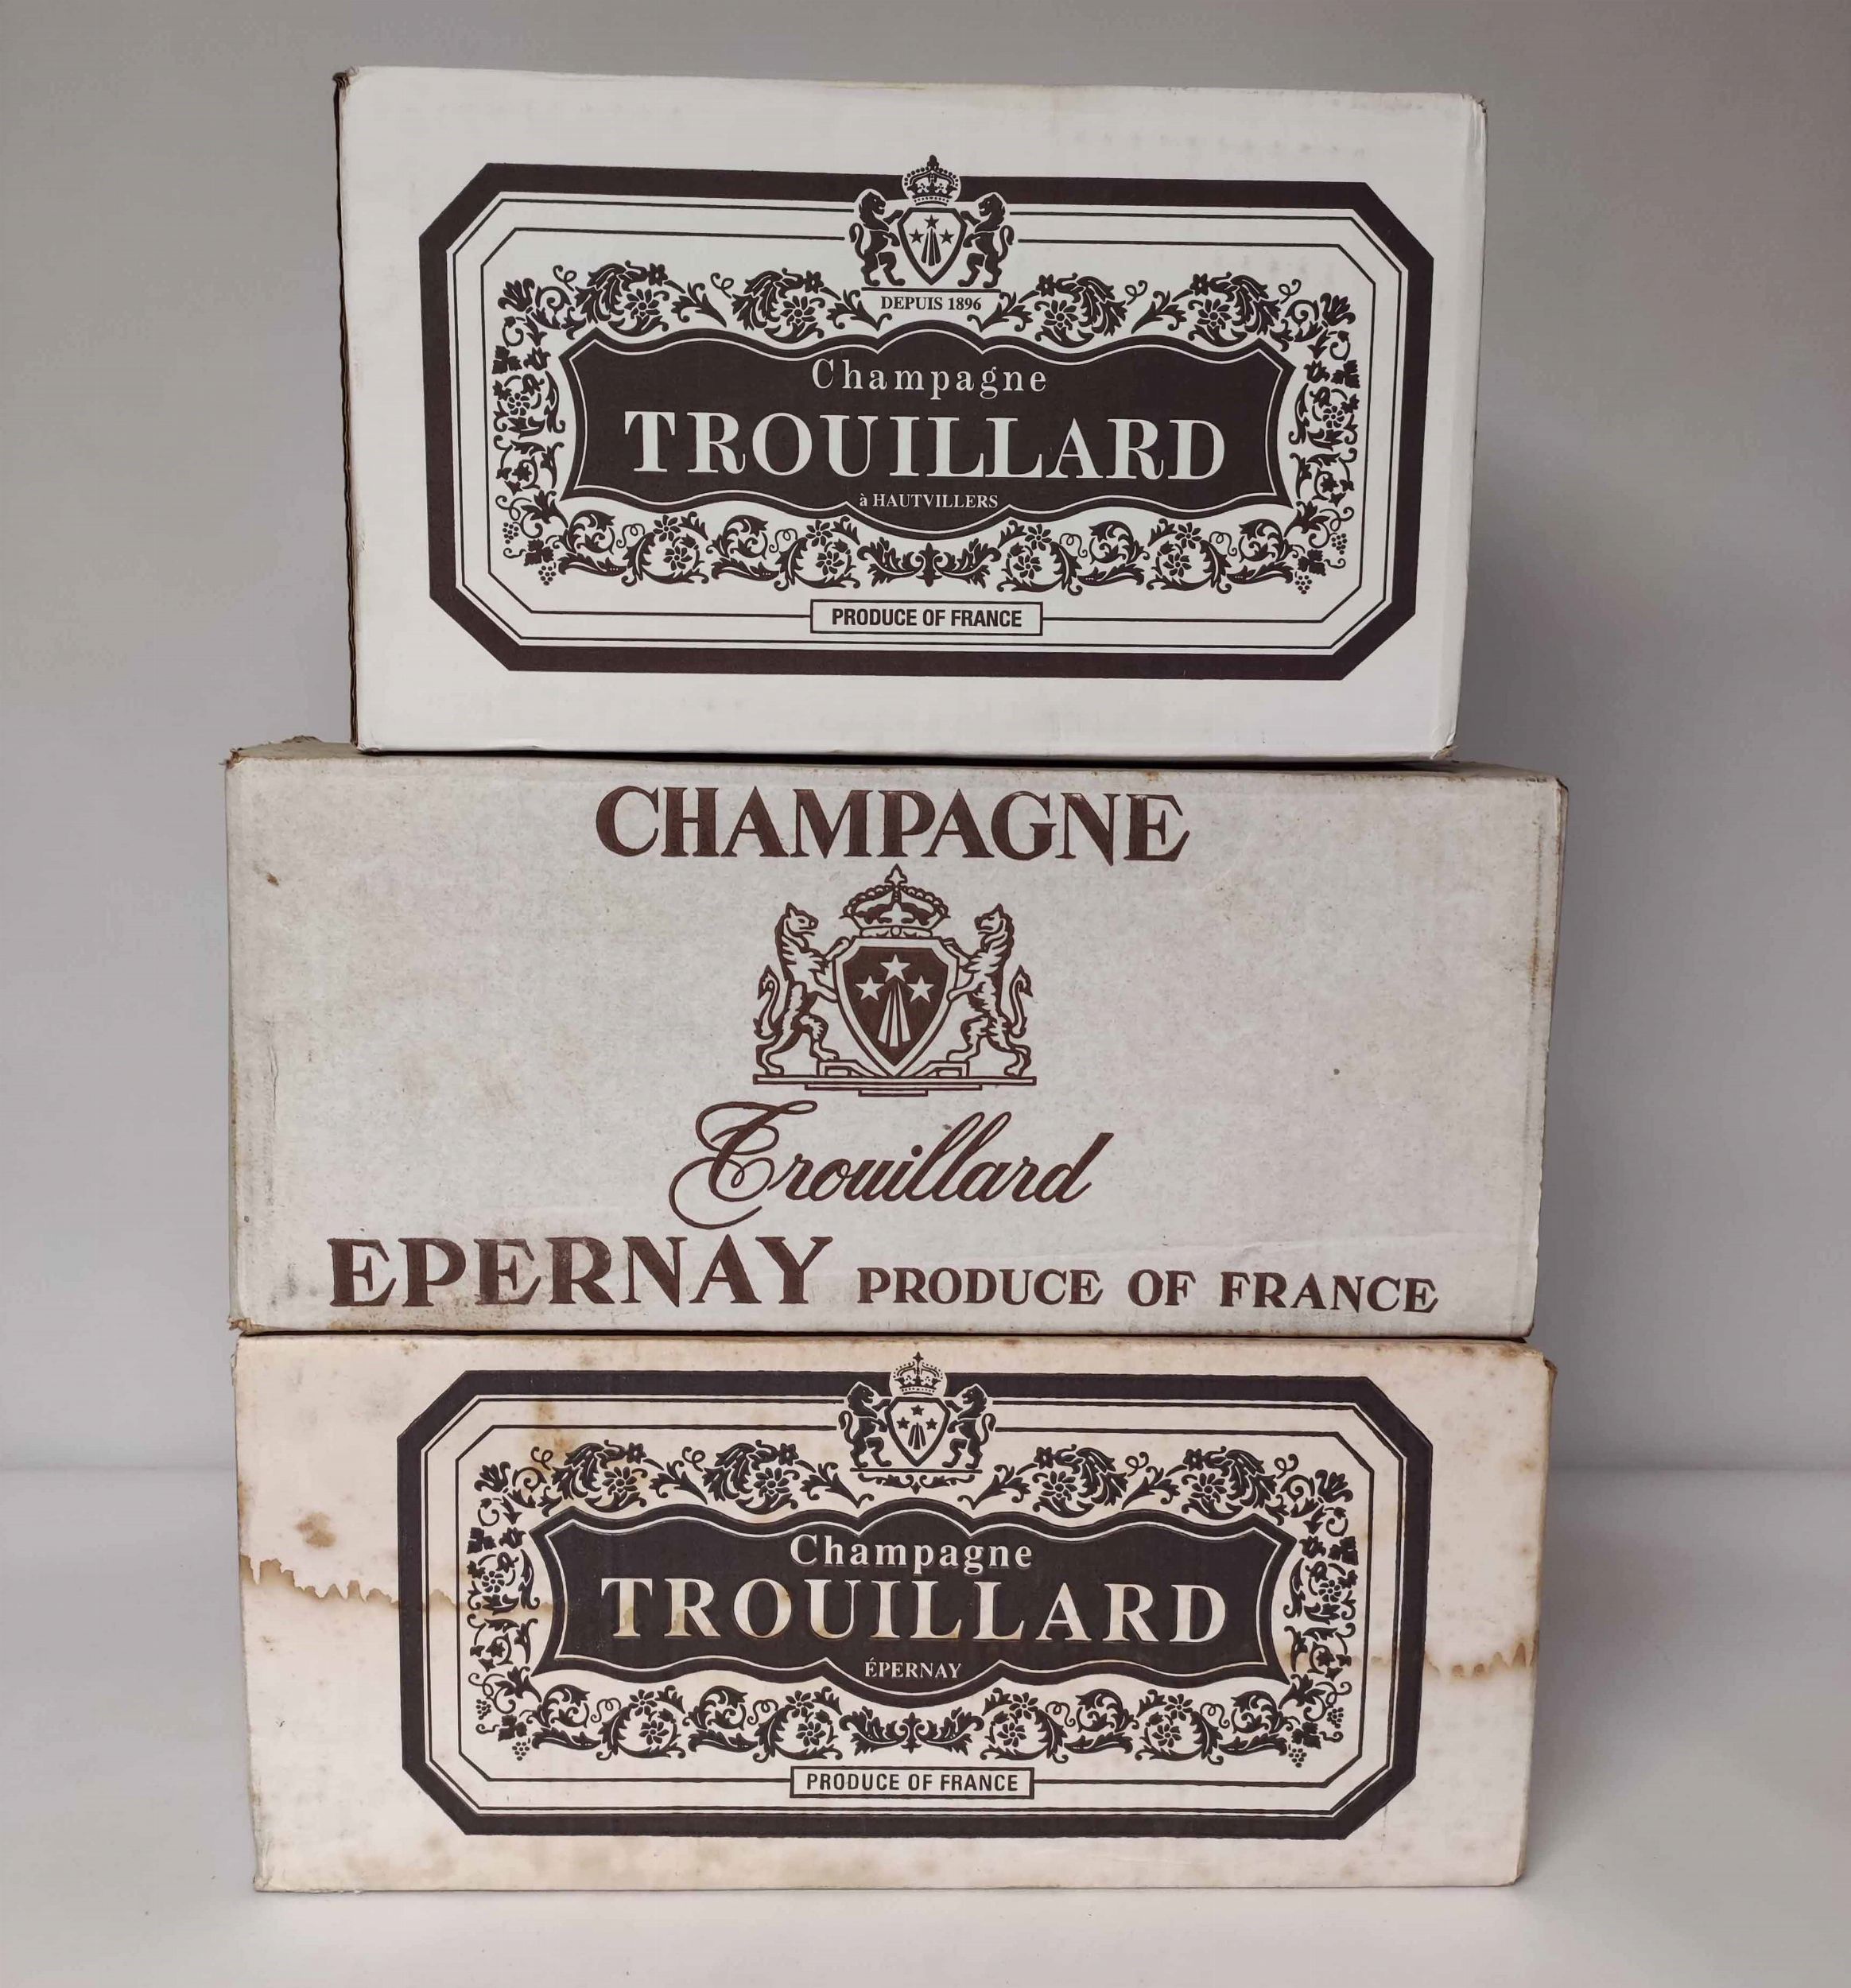 DEPUIS 1896
Champagne
TROUILLARD
à HAUTVILLERS
PRODUCE OF FRANCE
CHAMPAGNE
Trouillard
EPERNAY PRODUCE OF FRANCE
Champagne
TROUILLARD
ÉPERNAY
PRODUCE OF FRANCE